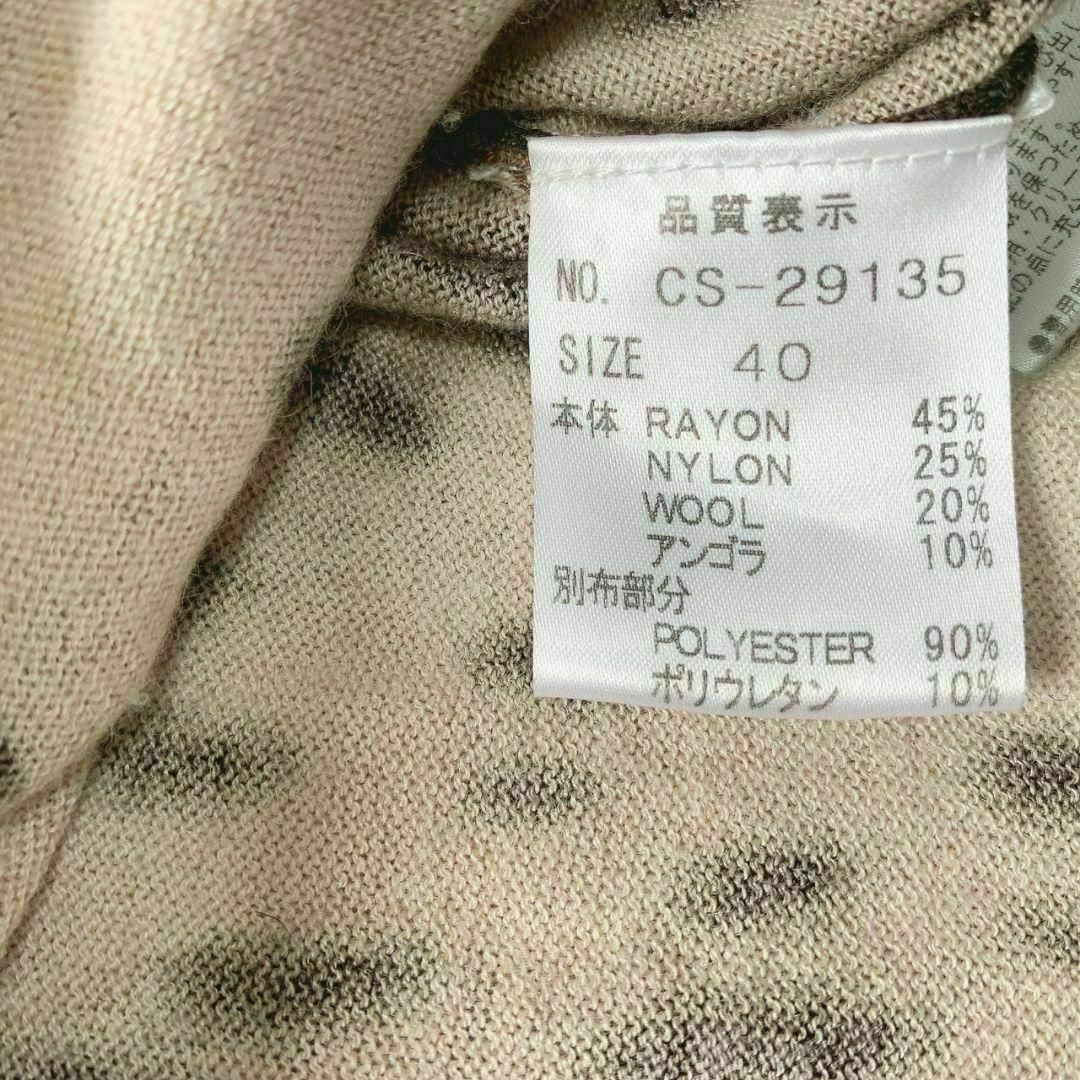 品質表示
NO. CS-29135
SIZE 40
本体 RAYON 45%
NYLON 25%
WOOL 20%
アンゴラ 10%
別布部分
POLYESTER 90%
ポリウレタン 10%